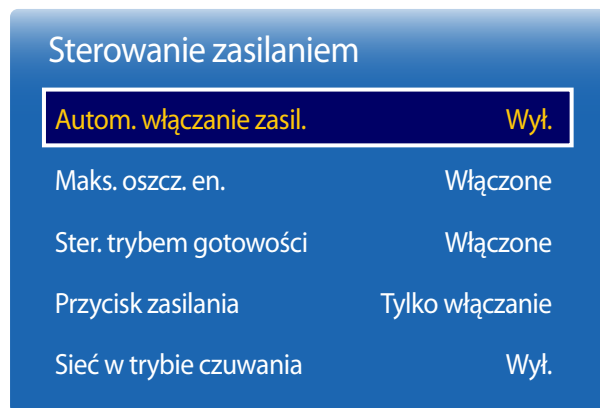 Sterowanie zasilaniem
Autom. włączanie zasil. Wył.
Maks. oszcz. en. Włączone
Ster. trybem gotowości Włączone
Przycisk zasilania Tylko włączanie
Sieć w trybie czuwania Wył.